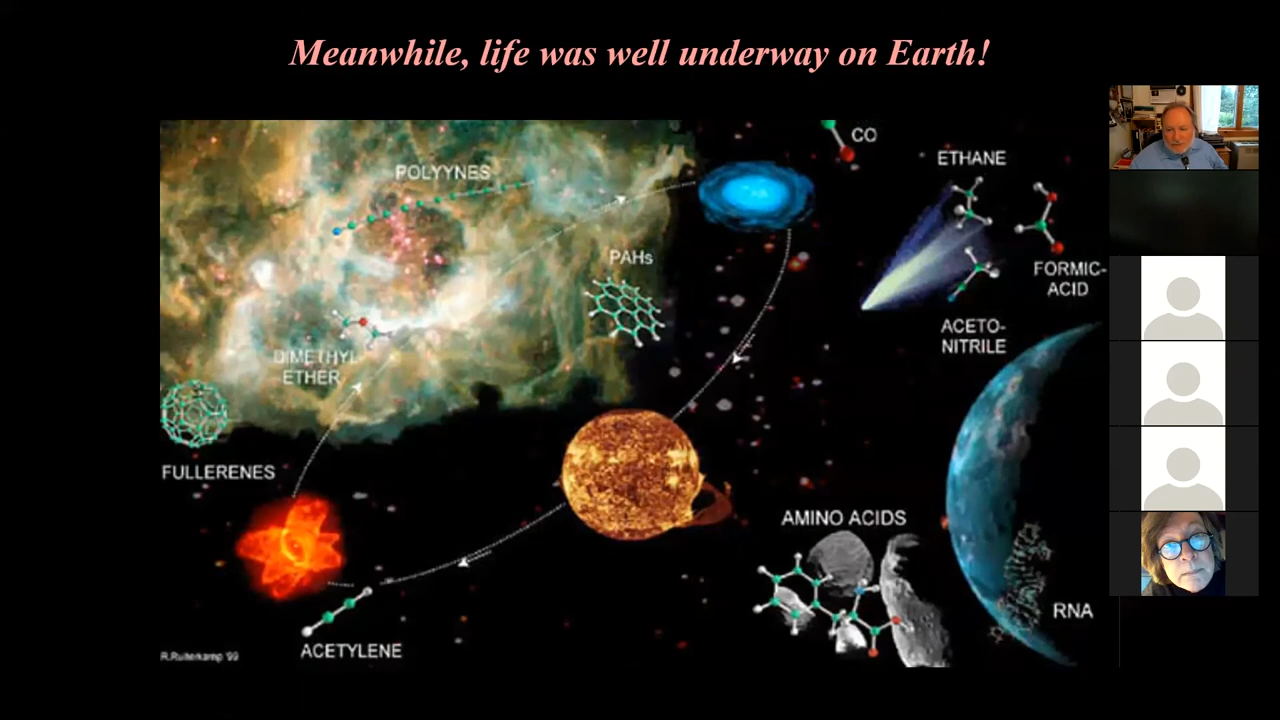 Meanwhile, life was well underway on Earth!
CO
ETHANE
POLYYNES
PAHs
FORMIC-
ACID
ACETO-
NITRILE
DIMETHYL-
ETHER
FULLERENES
AMINO ACIDS
RNA
ACETYLENE
R.Ruiterkamp '99